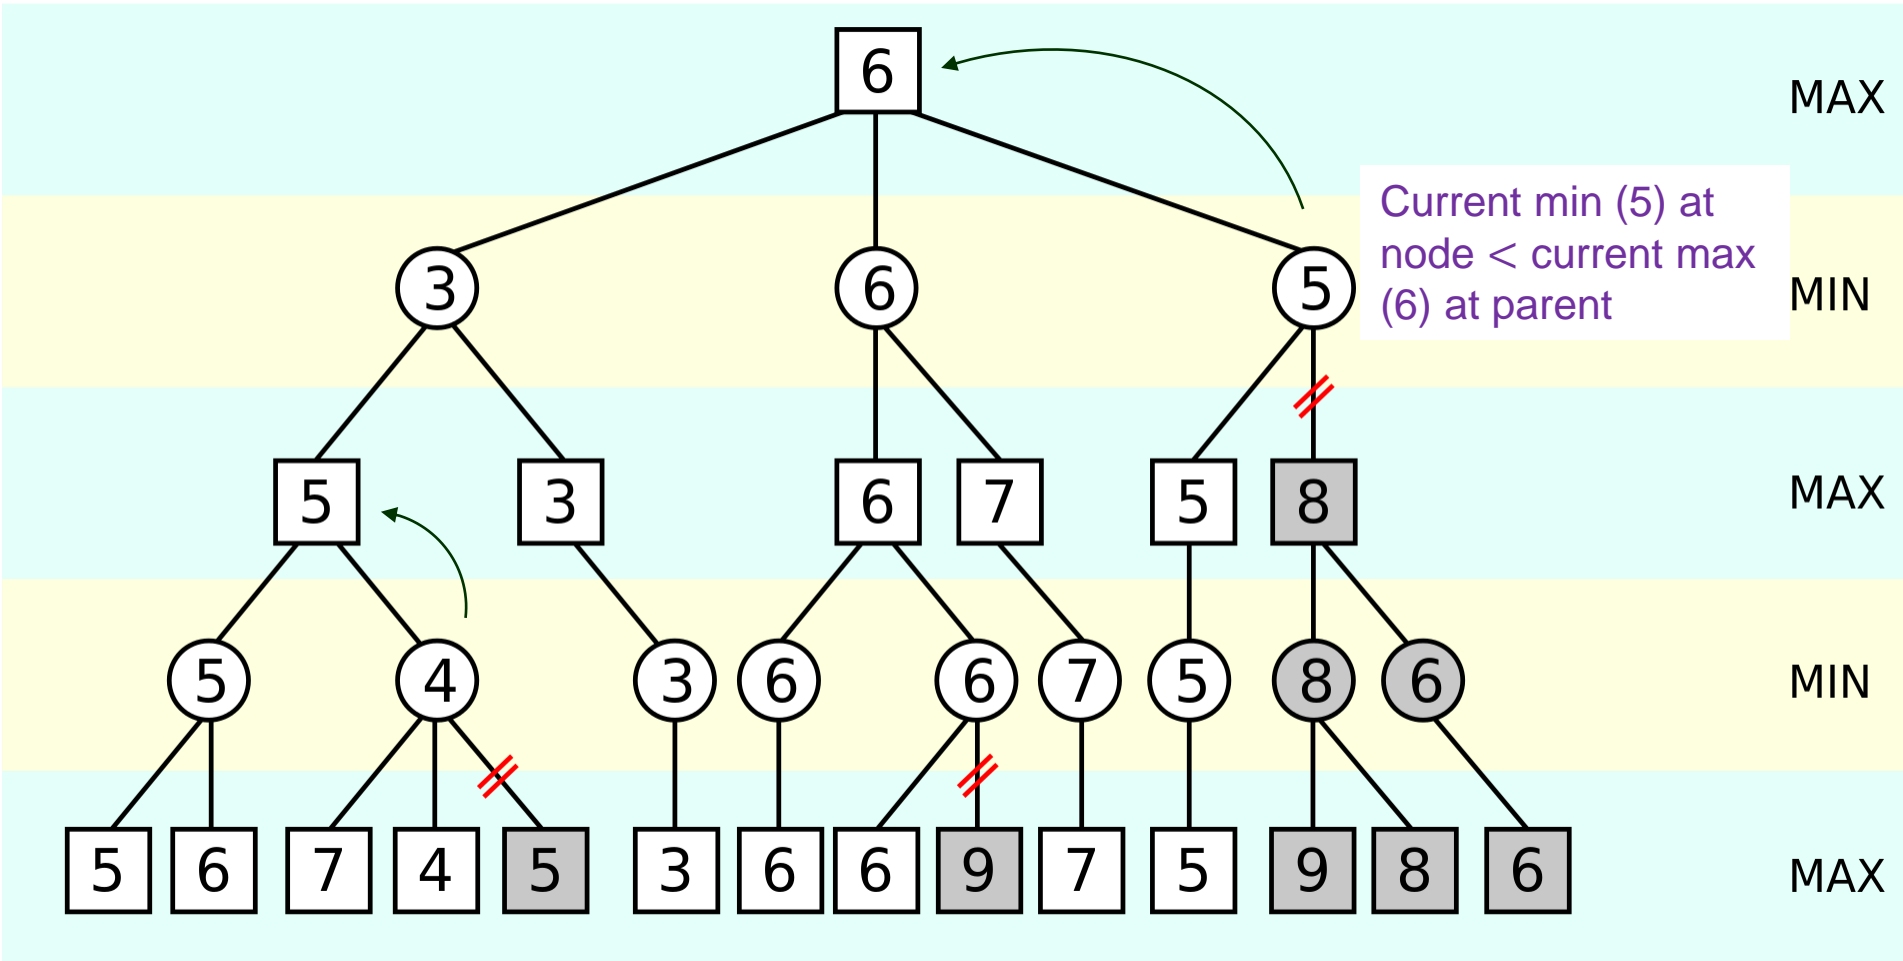 6
MAX
Current min (5) at
node < current max
(6) at parent
3 6 5 MIN
5 3 6 7 5 8 MAX
5 4 3 6 6 7 5 8 6 MIN
5 6 7 4 5 3 6 6 9 7 5 9 8 6 MAX